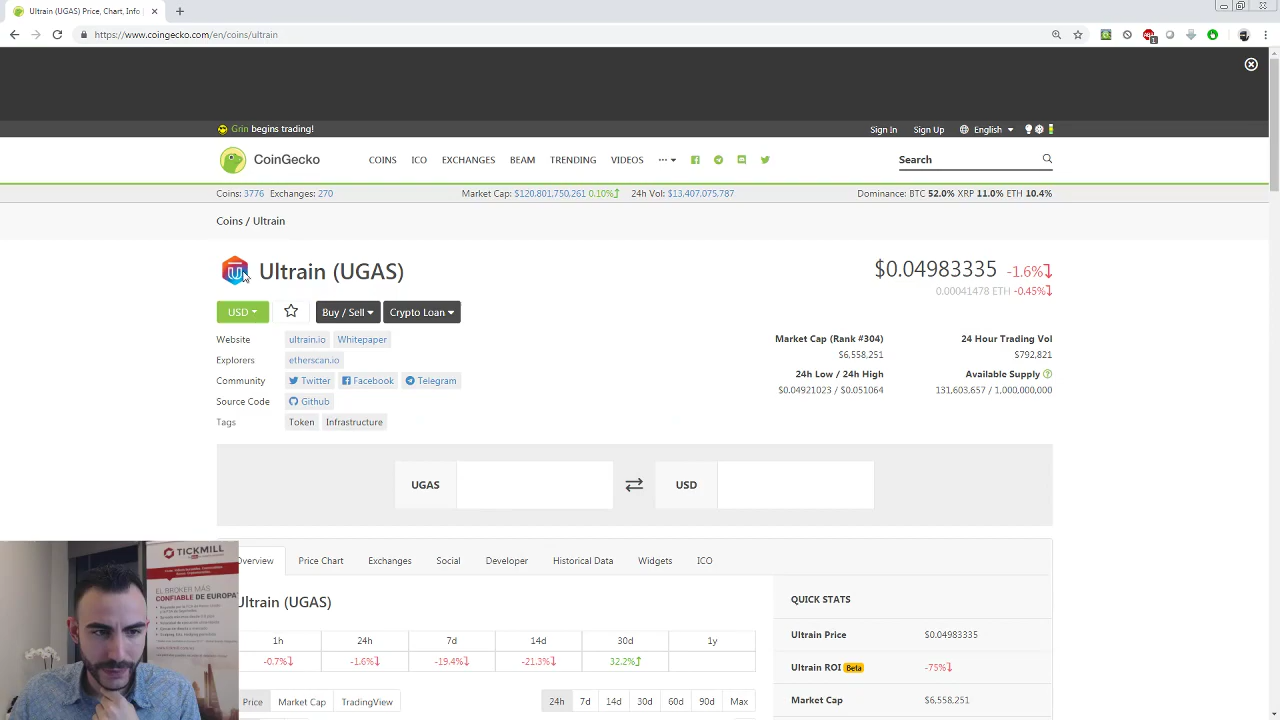 Ultrain (UGAS) Price, Chart, Info
https://www.coingecko.com/en/coins/ultrain
1
Grin begins trading!
Sign In Sign Up English
CoinGecko
COINS ICO EXCHANGES BEAM TRENDING VIDEOS
Search
Coins: 3776 Exchanges: 270 Market Cap: $120.801.750,261 0.10% 24h Vol: $13.407.075.787 Dominance: BTC 52.0% XRP 11.0% ETH 10.4%
Coins / Ultrain
Ultrain (UGAS)
$0.04983335 -1.6%
0.00041478 ETH -0.45%
USD Buy / Sell Crypto Loan
Website ultrain.io Whitepaper
Explorers etherscan.io
Community Twitter Facebook Telegram
Source Code Github
Tags Token Infrastructure
Market Cap (Rank #304) 24 Hour Trading Vol
$6,558,251 $792,821
24h Low / 24h High Available Supply
$0.04921023 / $0.051064 131,603,657 / 1,000,000,000
UGAS USD
Overview Price Chart Exchanges Social Developer Historical Data Widgets ICO
Ultrain (UGAS)
1h 24h 7d 14d 30d 1y
-0.7% -1.6% -19.4% -21.3% 32.2%
Price Market Cap TradingView 24h 7d 14d 30d 60d 90d Max
QUICK STATS
Ultrain Price $0.04983335
Ultrain ROI Beta -75%
Market Cap $6,558,251
TICKMILL
EL BROKER MÁS
CONFIABLE DE EUROPA